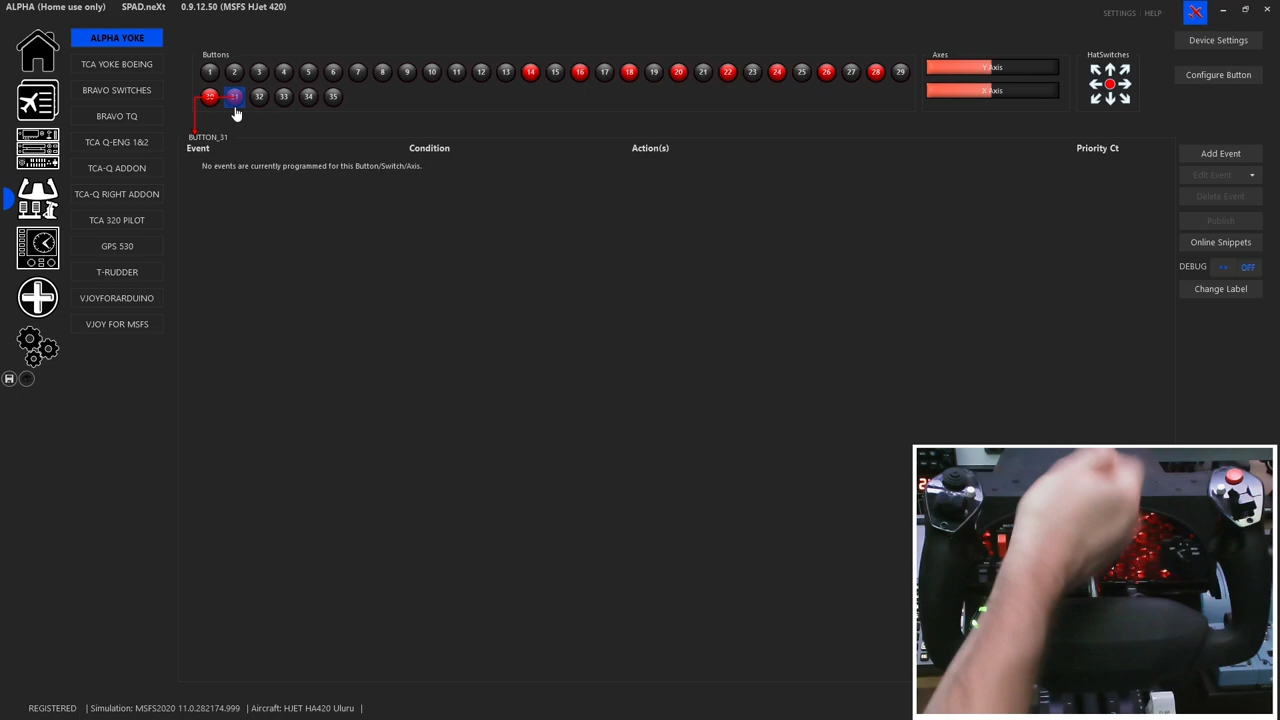 ALPHA (Home use only) SPAD.neXt 0.9.12.50 (MSFS HJet 420)
SETTINGS | HELP
ALPHA YOKE
TCA YOKE BOEING
BRAVO SWITCHES
BRAVO TQ
TCA Q-ENG 1&2
TCA-Q ADDON
TCA-Q RIGHT ADDON
TCA 320 PILOT
GPS 530
T-RUDDER
VJOYFORARDUINO
VJOY FOR MSFS
Buttons
1 2 3 4 5 6 7 8 9 10 11 12 13 14 15 16 17 18 19 20 21 22 23 24 25 26 27 28 29
30 31 32 33 34 35
Axes
Y Axis
X Axis
HatSwitches
Device Settings
Configure Button
BUTTON_31
Event Condition Action(s) Priority Ct
No events are currently programmed for this Button/Switch/Axis.
Add Event
Edit Event
Delete Event
Publish
Online Snippets
DEBUG OFF
Change Label
REGISTERED | Simulation: MSFS2020 11.0.282174.999 | Aircraft: HJET HA420 Uluru |